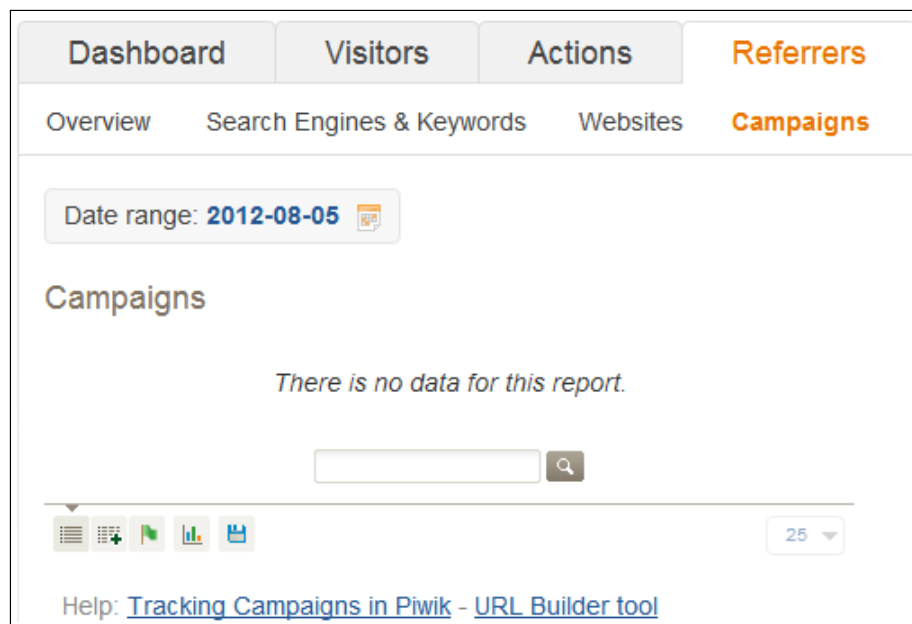 Dashboard Visitors Actions Referrers
Overview Search Engines & Keywords Websites Campaigns
Date range: 2012-08-05
Campaigns
There is no data for this report.
25
Help: Tracking Campaigns in Piwik - URL Builder tool